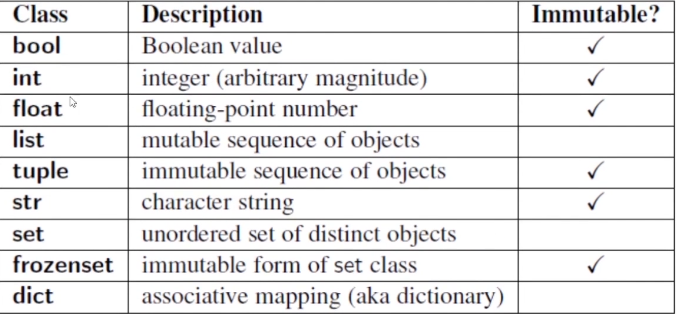 Class Description Immutable?
bool Boolean value ✓
int integer (arbitrary magnitude) ✓
float floating-point number ✓
list mutable sequence of objects
tuple immutable sequence of objects ✓
str character string ✓
set unordered set of distinct objects
frozenset immutable form of set class ✓
dict associative mapping (aka dictionary)